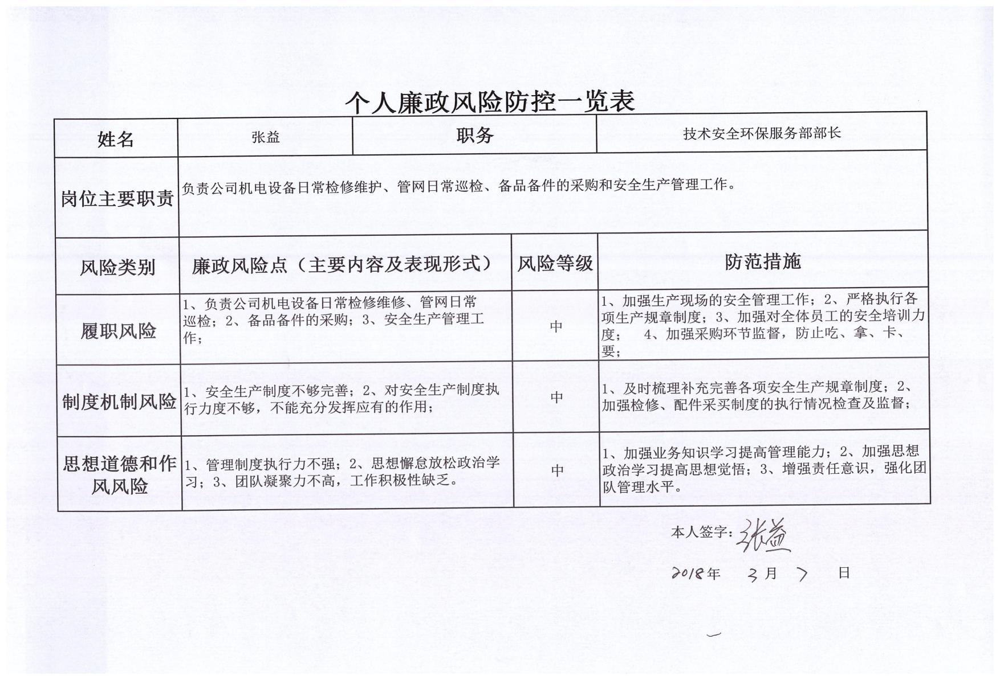 个人廉政风险防控一览表
姓名 张益 职务 技术安全环保服务部部长
岗位主要职责
负责公司机电设备日常检修维护、管网日常巡检、备品备件的采购和安全生产管理工作。
风险类别 廉政风险点（主要内容及表现形式） 风险等级 防范措施
履职风险
1、负责公司机电设备日常检修维修、管网日常
巡检；2、备品备件的采购；3、安全生产管理工
作；
中
1、加强生产现场的安全管理工作；2、严格执行各
项生产规章制度；3、加强对全体员工的安全培训力
度； 4、加强采购环节监督，防止吃、拿、卡、
要；
制度机制风险
1、安全生产制度不够完善；2、对安全生产制度执
行力度不够，不能充分发挥应有的作用；
中
1、及时梳理补充完善各项安全生产规章制度；2、
加强检修、配件采买制度的执行情况检查及监督；
思想道德和作
风风险
1、管理制度执行力不强；2、思想懈怠放松政治学
习；3、团队凝聚力不高，工作积极性缺乏。
中
1、加强业务知识学习提高管理能力；2、加强思想
政治学习提高思想觉悟；3、增强责任意识，强化团
队管理水平。
本人签字：张益
2018年 3月 7 日